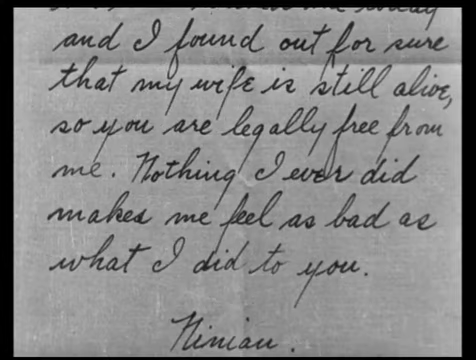 today
and I found out for sure
that my wife is still alive,
so you are legally free from
me. Nothing I ever did
makes me feel as bad as
what I did to you.
Ninian.